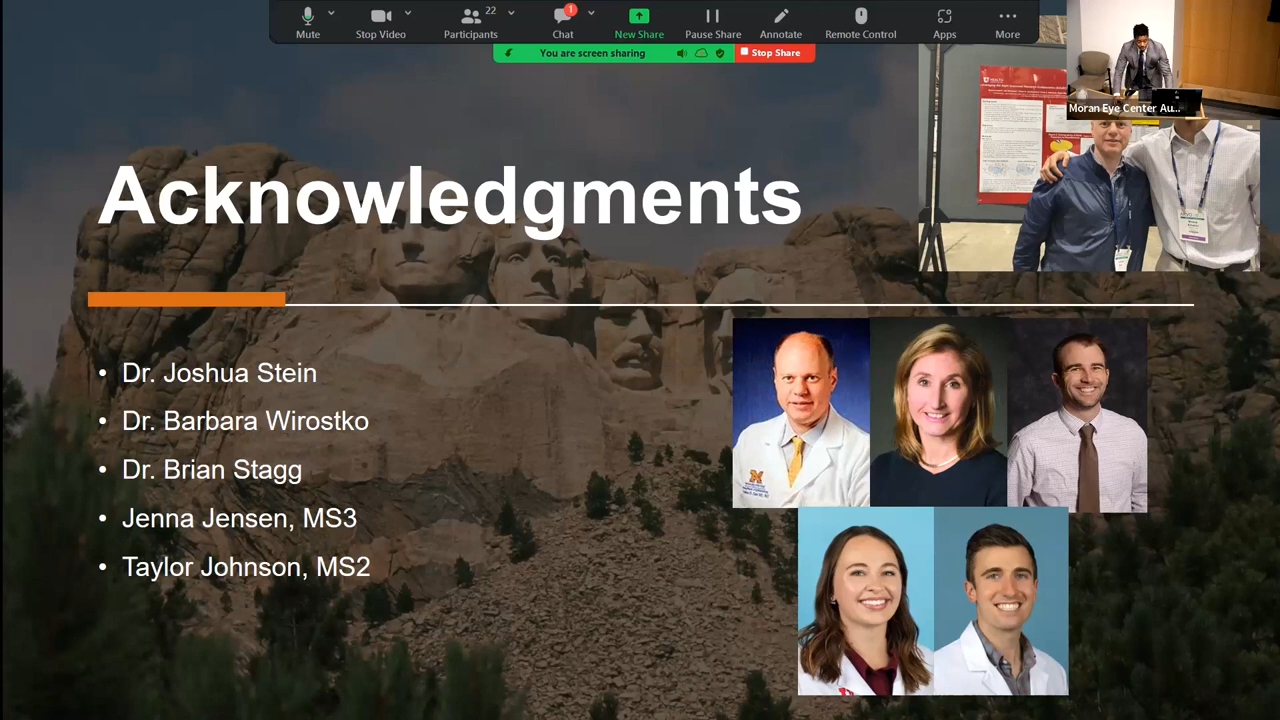 Mute
Stop Video
22
Participants
1
Chat
New Share
Pause Share
Annotate
Remote Control
Apps
More
You are screen sharing
Stop Share
Moran Eye Center Au...
Acknowledgments
• Dr. Joshua Stein
• Dr. Barbara Wirostko
• Dr. Brian Stagg
• Jenna Jensen, MS3
• Taylor Johnson, MS2